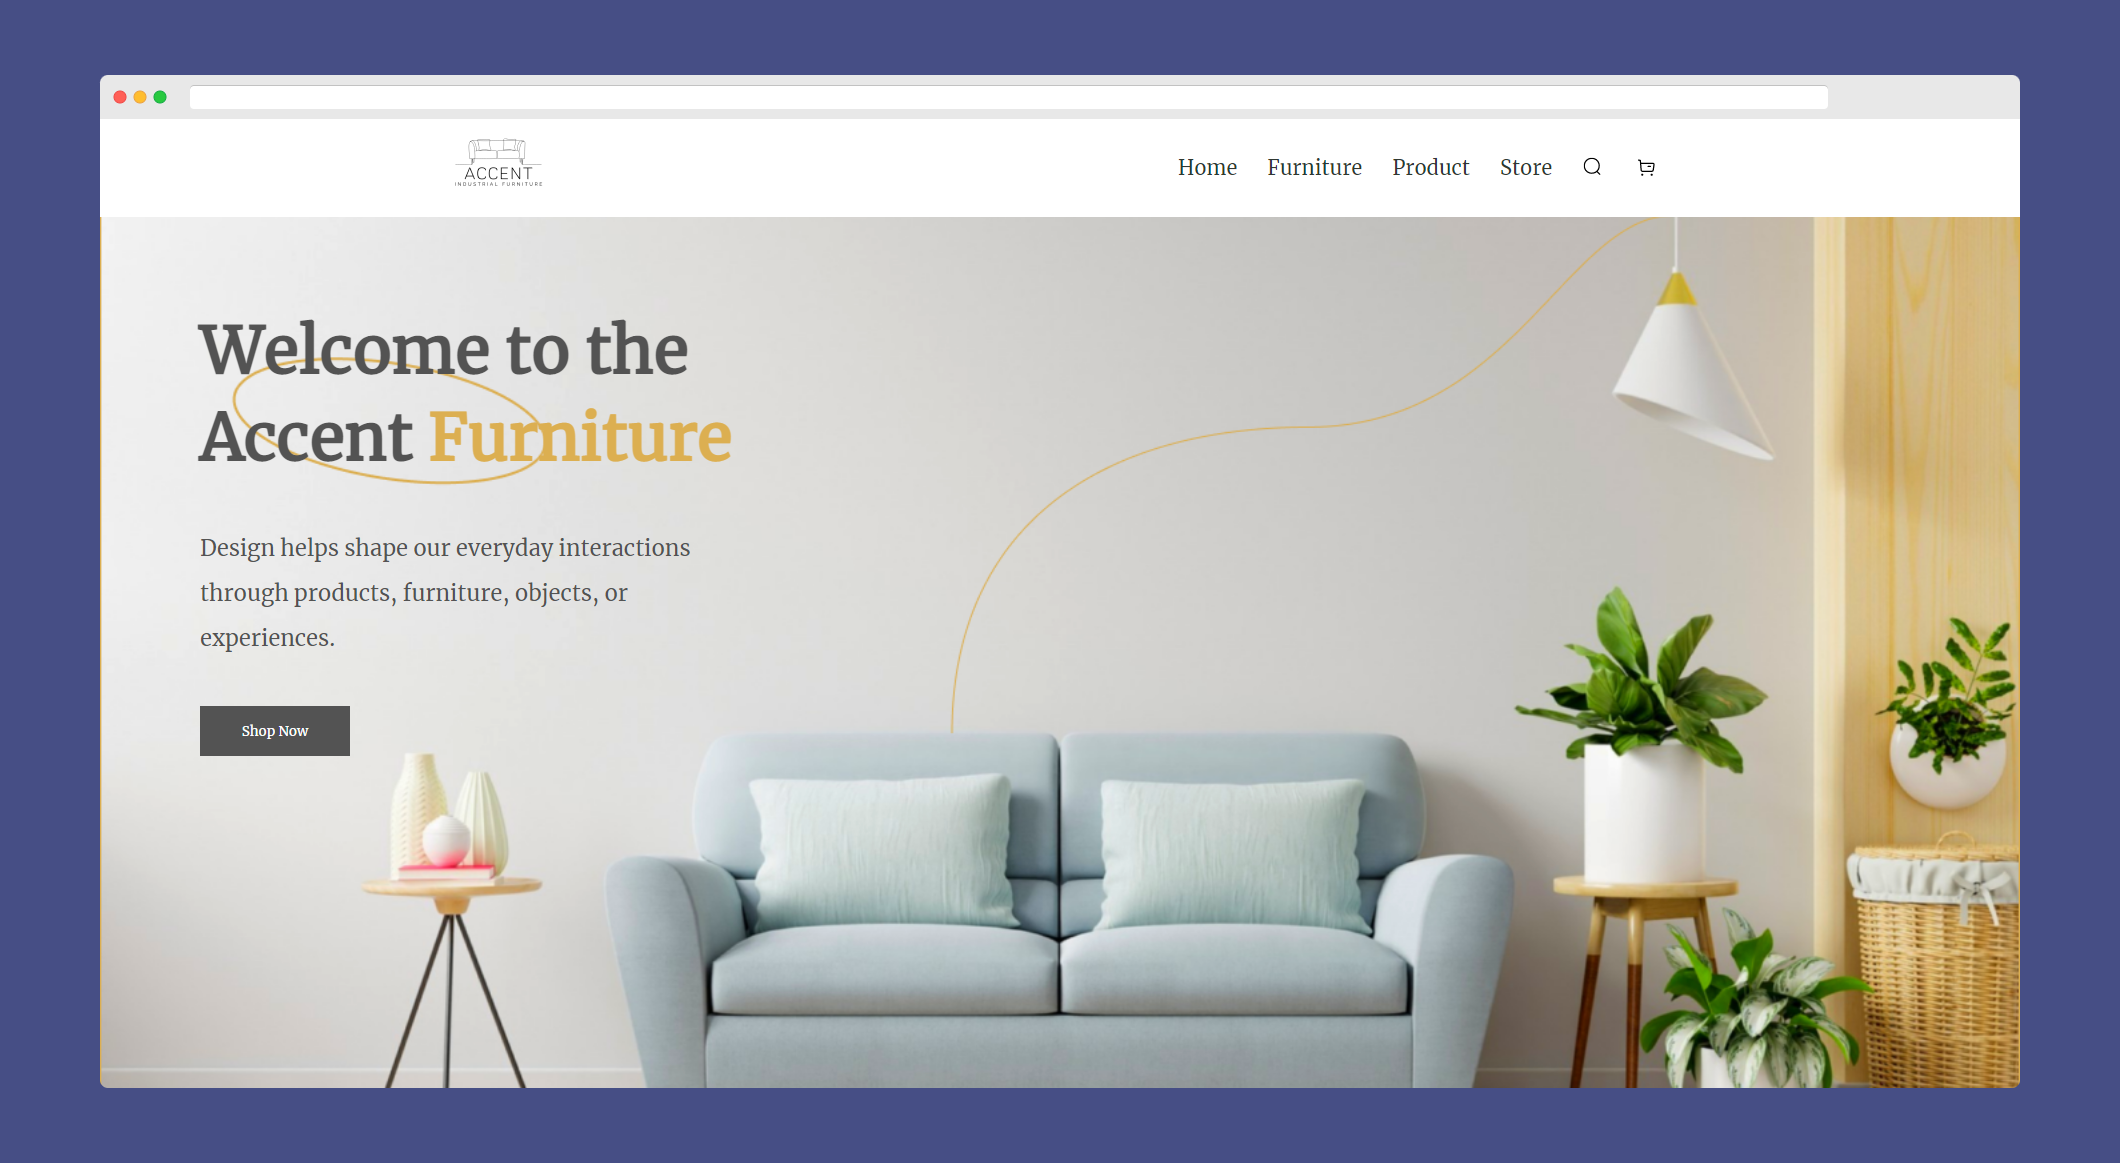 ACCENT
INDUSTRIAL FURNITURE
Home Furniture Product Store
Welcome to the
Accent Furniture
Design helps shape our everyday interactions
through products, furniture, objects, or
experiences.
Shop Now